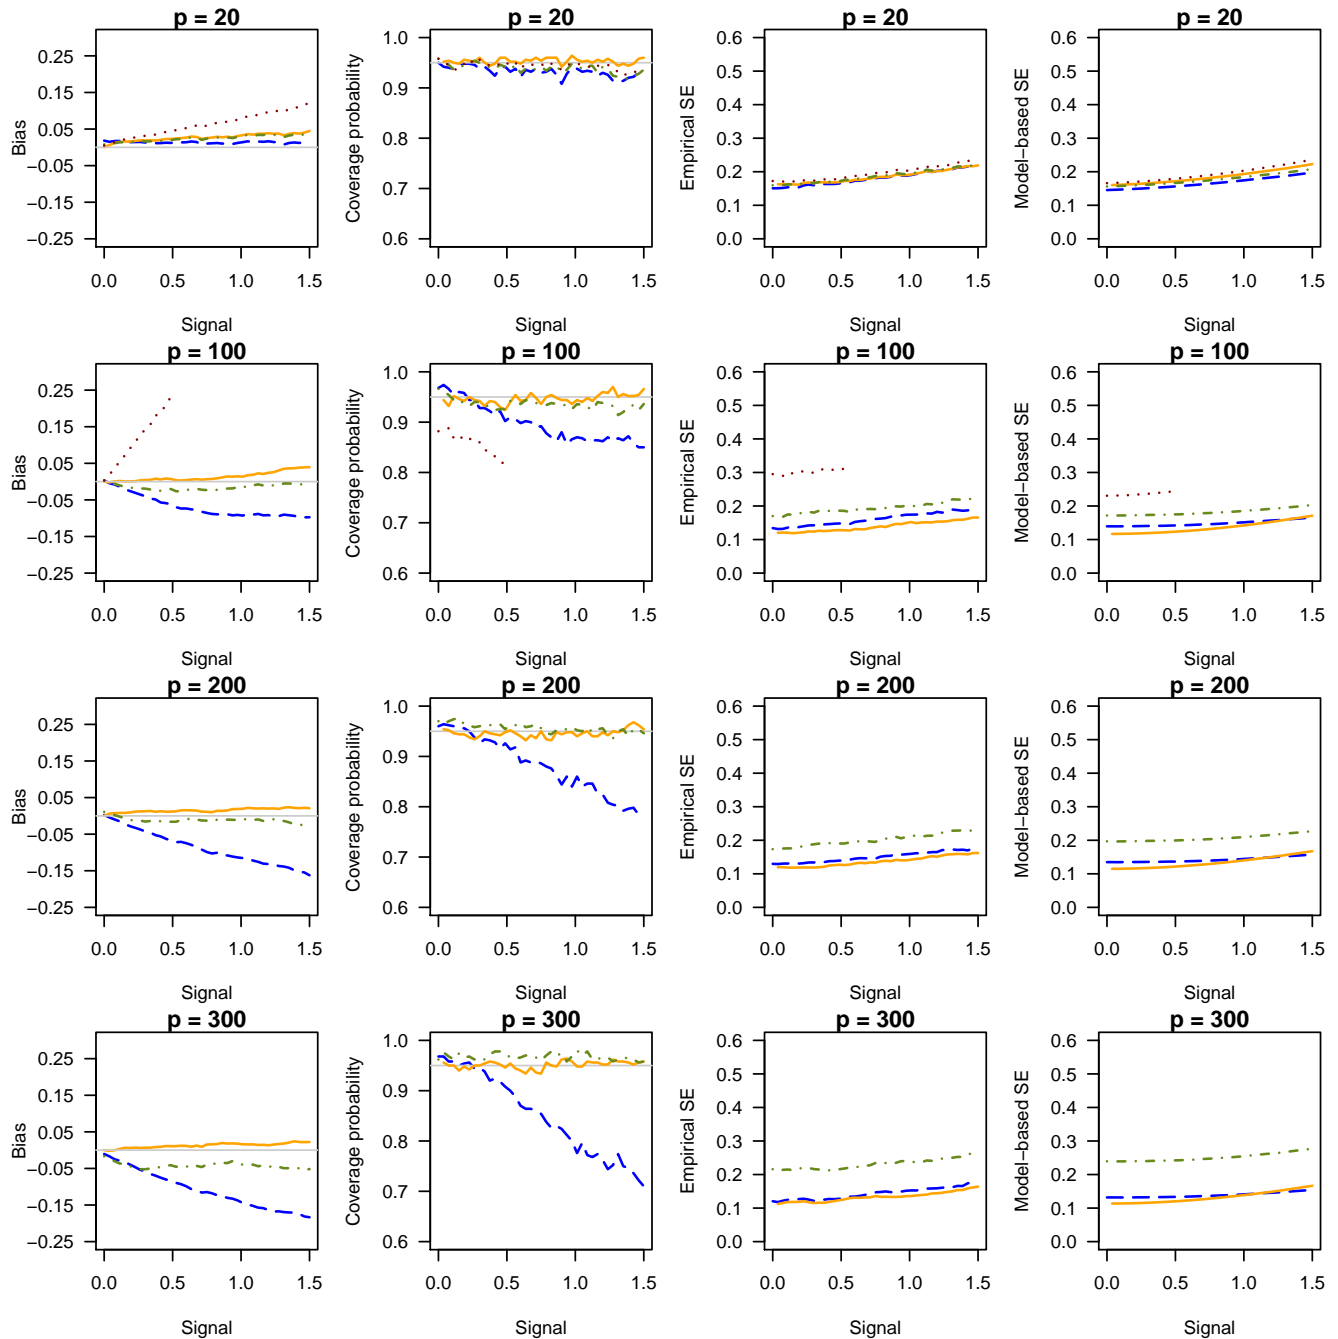 p = 20 p = 20 p = 20 p = 20
Bias Coverage probability Empirical SE Model−based SE
0.25 0.15 0.05 −0.05 −0.15 −0.25
1.0 0.9 0.8 0.7 0.6
0.6 0.5 0.4 0.3 0.2 0.1 0.0
0.6 0.5 0.4 0.3 0.2 0.1 0.0
0.0 0.5 1.0 1.5 0.0 0.5 1.0 1.5 0.0 0.5 1.0 1.5 0.0 0.5 1.0 1.5
Signal Signal Signal Signal
p = 100 p = 100 p = 100 p = 100
Bias Coverage probability Empirical SE Model−based SE
0.25 0.15 0.05 −0.05 −0.15 −0.25
1.0 0.9 0.8 0.7 0.6
0.6 0.5 0.4 0.3 0.2 0.1 0.0
0.6 0.5 0.4 0.3 0.2 0.1 0.0
0.0 0.5 1.0 1.5 0.0 0.5 1.0 1.5 0.0 0.5 1.0 1.5 0.0 0.5 1.0 1.5
Signal Signal Signal Signal
p = 200 p = 200 p = 200 p = 200
Bias Coverage probability Empirical SE Model−based SE
0.25 0.15 0.05 −0.05 −0.15 −0.25
1.0 0.9 0.8 0.7 0.6
0.6 0.5 0.4 0.3 0.2 0.1 0.0
0.6 0.5 0.4 0.3 0.2 0.1 0.0
0.0 0.5 1.0 1.5 0.0 0.5 1.0 1.5 0.0 0.5 1.0 1.5 0.0 0.5 1.0 1.5
Signal Signal Signal Signal
p = 300 p = 300 p = 300 p = 300
Bias Coverage probability Empirical SE Model−based SE
0.25 0.15 0.05 −0.05 −0.15 −0.25
1.0 0.9 0.8 0.7 0.6
0.6 0.5 0.4 0.3 0.2 0.1 0.0
0.6 0.5 0.4 0.3 0.2 0.1 0.0
0.0 0.5 1.0 1.5 0.0 0.5 1.0 1.5 0.0 0.5 1.0 1.5 0.0 0.5 1.0 1.5
Signal Signal Signal Signal